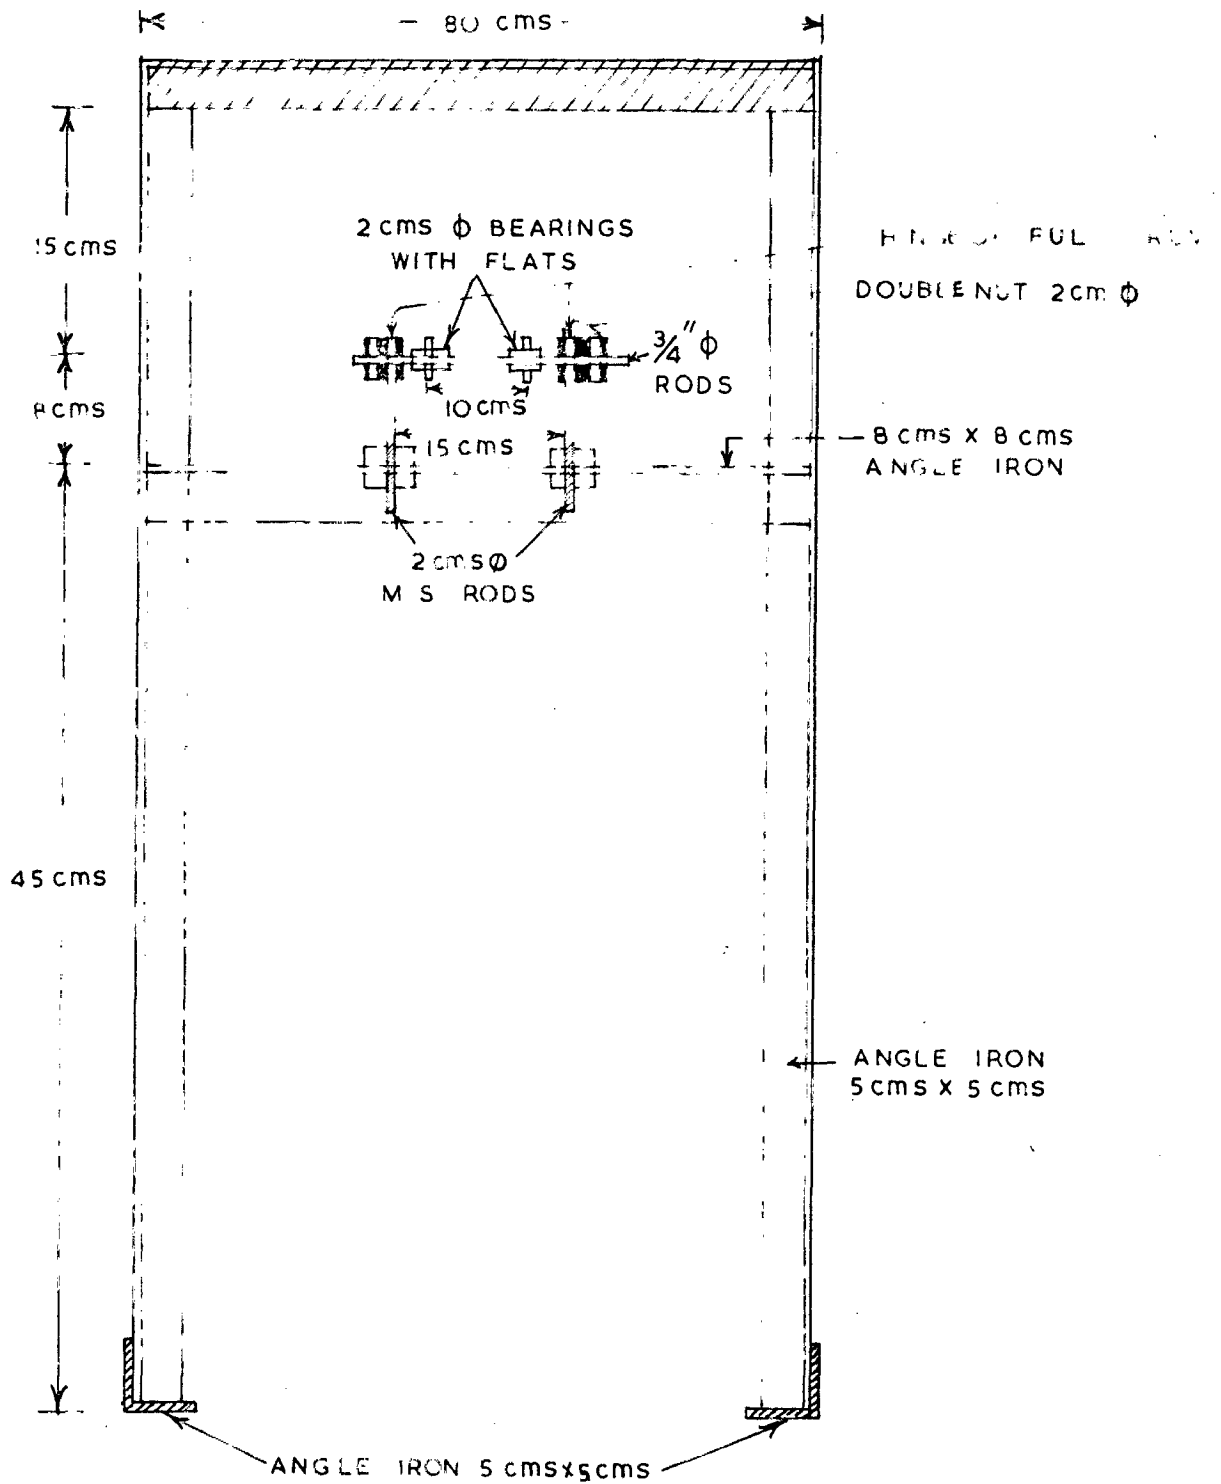 80 cms
15 cms
2 cms ϕ BEARINGS
WITH FLATS
FUL
DOUBLE NUT 2 cm ϕ
3/4" ϕ
RODS
8 cms
10 cms
15 cms
8 cms X 8 cms
ANGLE IRON
2 cms ϕ
M S RODS
45 cms
ANGLE IRON
5 cms X 5 cms
ANGLE IRON 5 cms x 5 cms